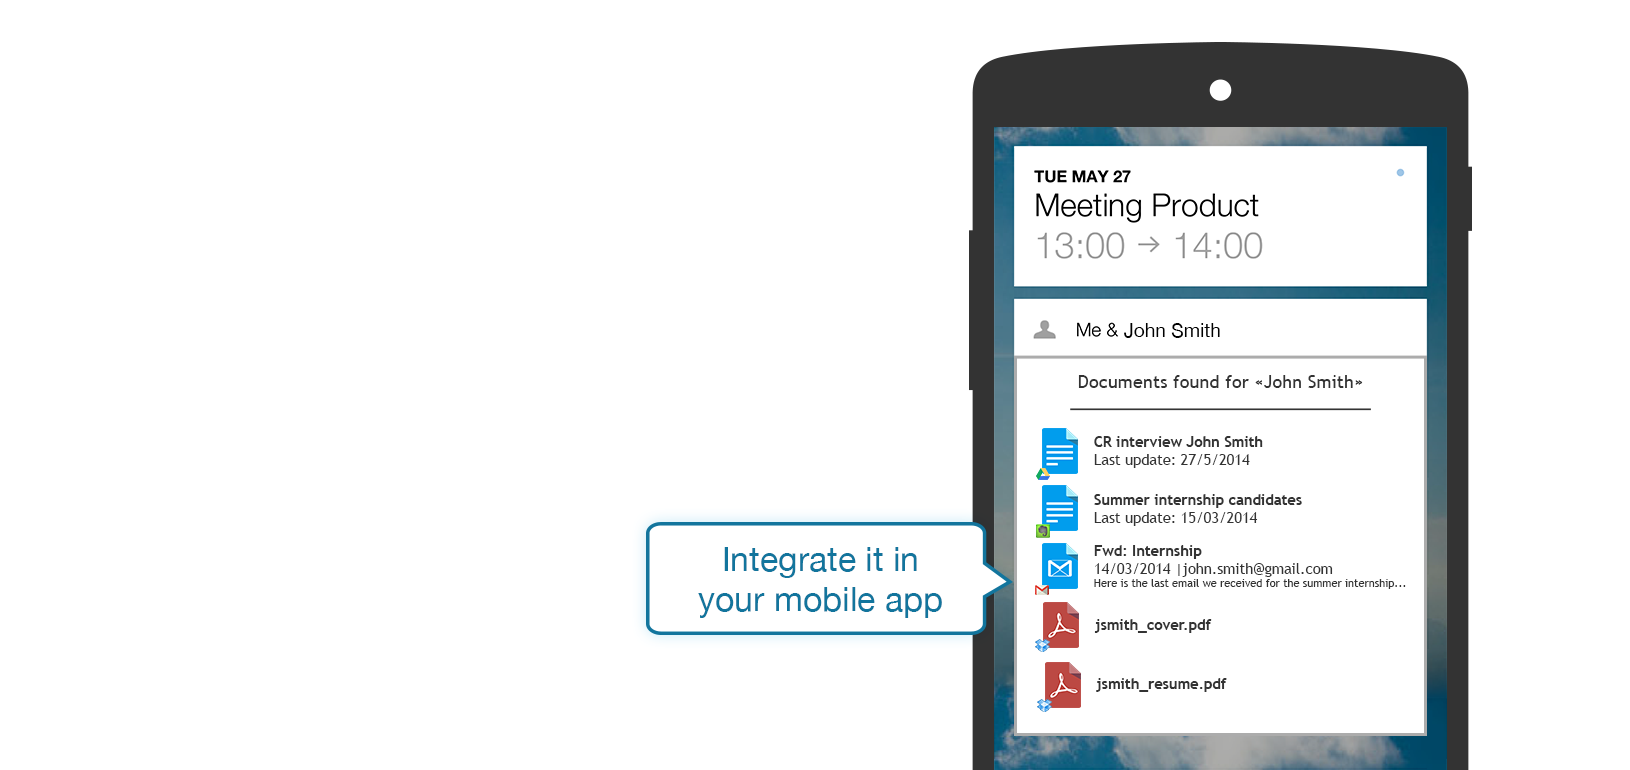 TUE MAY 27
Meeting Product
13:00 → 14:00
Me & John Smith
Documents found for «John Smith»
CR interview John Smith
Last update: 27/5/2014
Summer internship candidates
Last update: 15/03/2014
Fwd: Internship
14/03/2014 |john.smith@gmail.com
Here is the last email we received for the summer internship...
jsmith_cover.pdf
jsmith_resume.pdf
Integrate it in
your mobile app